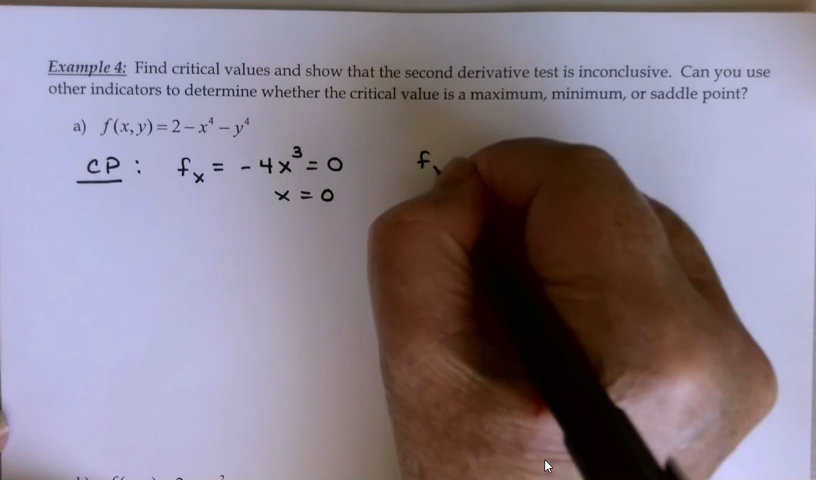 Example 4: Find critical values and show that the second derivative test is inconclusive. Can you use
other indicators to determine whether the critical value is a maximum, minimum, or saddle point?
a) f(x,y)=2−x⁴−y⁴
CP : fₓ = -4x³ = 0 f
x = 0